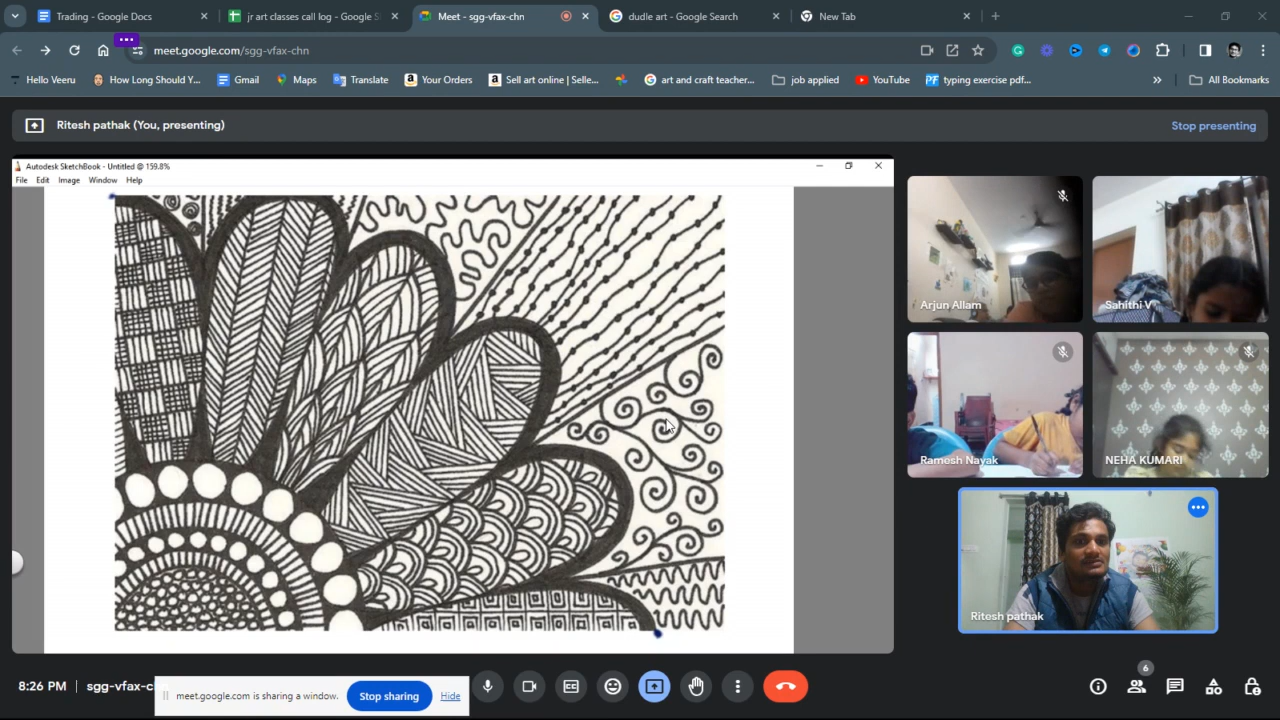 Trading - Google Docs
jr art classes call log - Google S
Meet - sgg-vfax-chn
dudle art - Google Search
New Tab
meet.google.com/sgg-vfax-chn
Hello Veeru
How Long Should Y...
Gmail
Maps
Translate
Your Orders
Sell art online | Selle...
art and craft teacher...
job applied
YouTube
typing exercise pdf...
All Bookmarks
Ritesh pathak (You, presenting)
Stop presenting
Autodesk SketchBook - Untitled @ 159.8%
File Edit Image Window Help
Arjun Allam
Sahithi V
Ramesh Nayak
NEHA KUMARI
Ritesh pathak
6
8:26 PM
sgg-vfax-c
meet.google.com is sharing a window.
Stop sharing
Hide